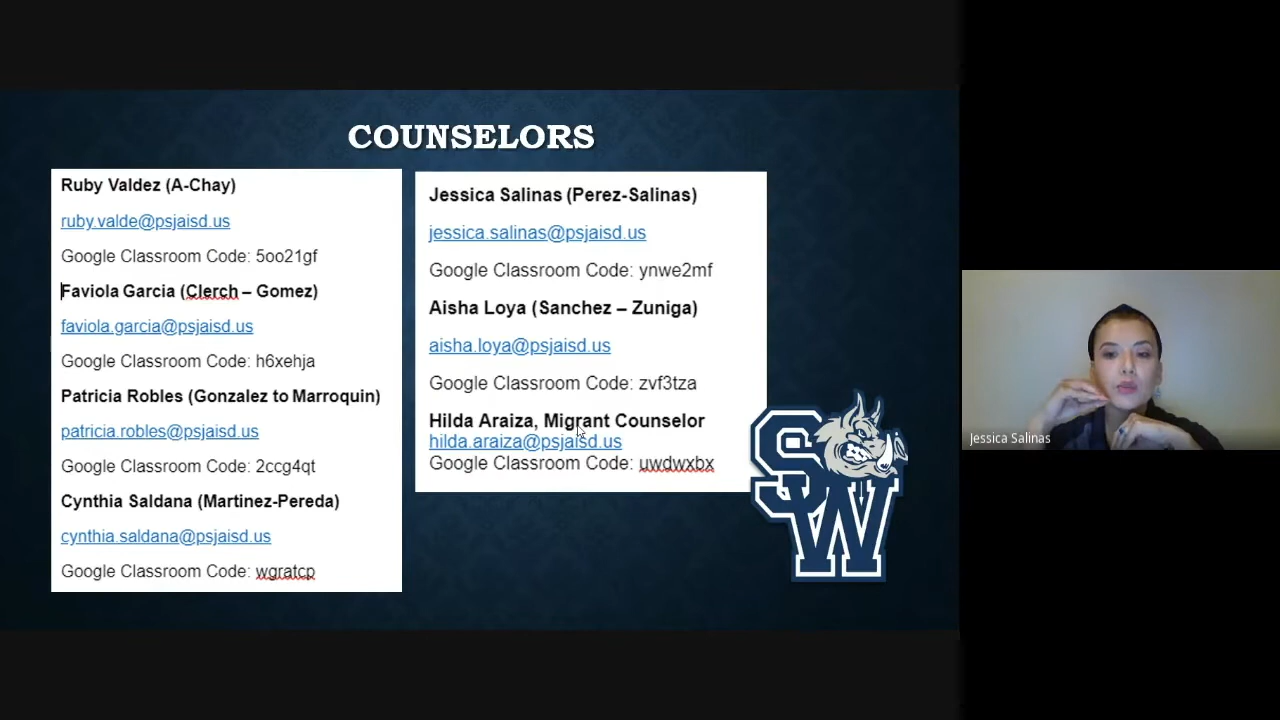 COUNSELORS
Ruby Valdez (A-Chay)
ruby.valde@psjaisd.us
Google Classroom Code: 5oo21gf
Faviola Garcia (Clerch – Gomez)
faviola.garcia@psjaisd.us
Google Classroom Code: h6xehja
Patricia Robles (Gonzalez to Marroquin)
patricia.robles@psjaisd.us
Google Classroom Code: 2ccg4qt
Cynthia Saldana (Martinez-Pereda)
cynthia.saldana@psjaisd.us
Google Classroom Code: wgratcp
Jessica Salinas (Perez-Salinas)
jessica.salinas@psjaisd.us
Google Classroom Code: ynwe2mf
Aisha Loya (Sanchez – Zuniga)
aisha.loya@psjaisd.us
Google Classroom Code: zvf3tza
Hilda Araiza, Migrant Counselor
hilda.araiza@psjaisd.us
Google Classroom Code: uwdwxbx
SW
Jessica Salinas